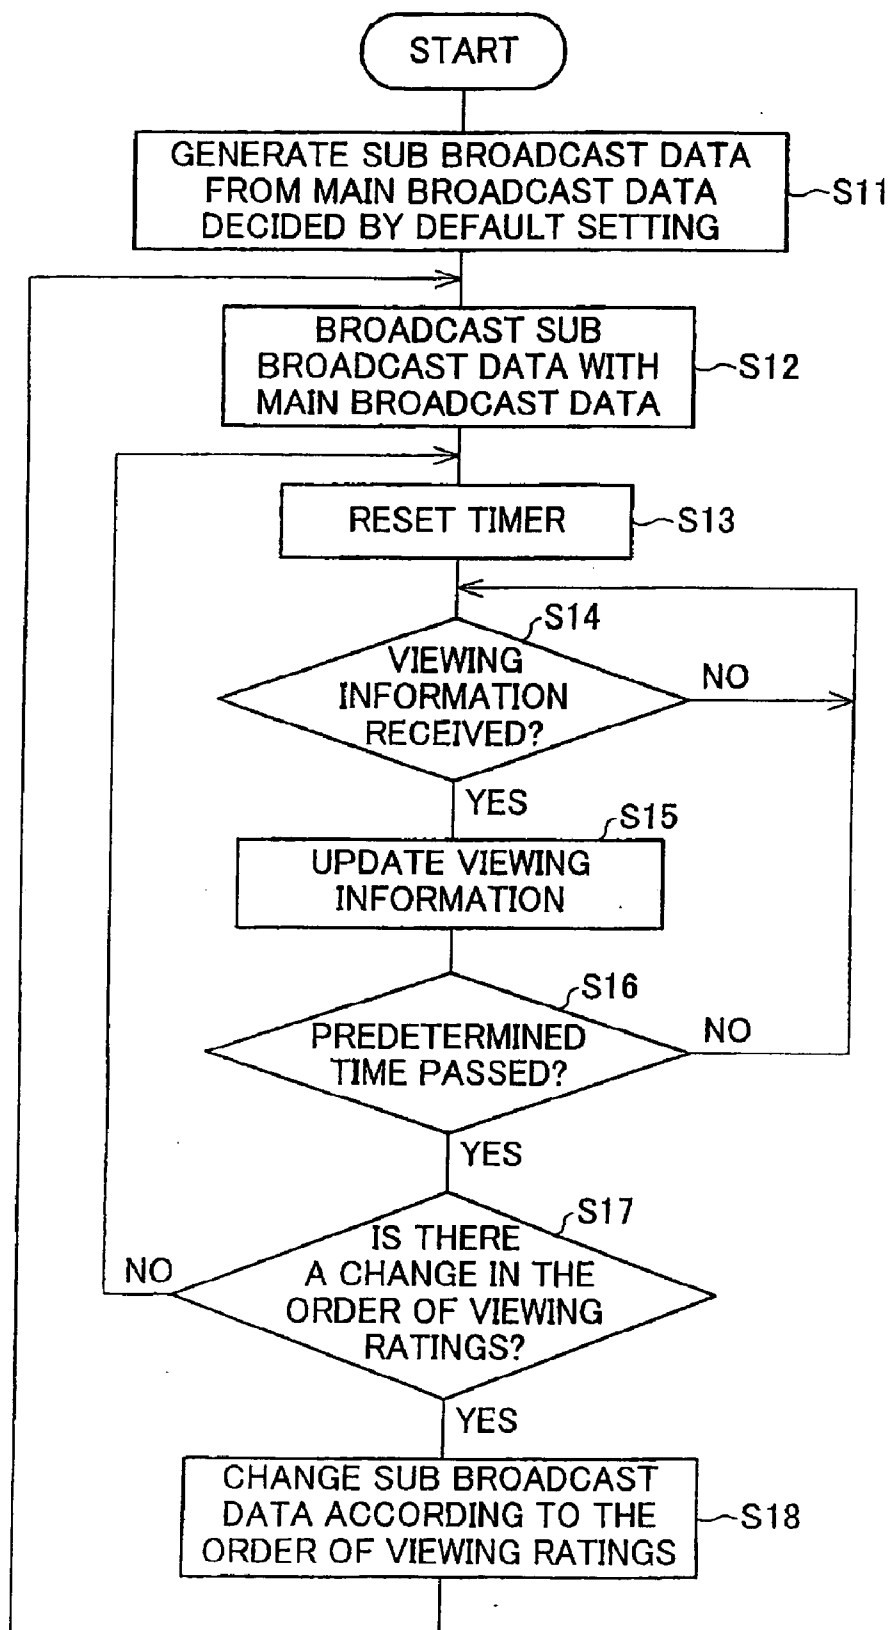 START
GENERATE SUB BROADCAST DATA
FROM MAIN BROADCAST DATA
DECIDED BY DEFAULT SETTING
S11
BROADCAST SUB
BROADCAST DATA WITH
MAIN BROADCAST DATA
S12
RESET TIMER
S13
S14
VIEWING
INFORMATION
RECEIVED?
NO
YES
S15
UPDATE VIEWING
INFORMATION
S16
PREDETERMINED
TIME PASSED?
NO
YES
S17
IS THERE
A CHANGE IN THE
ORDER OF VIEWING
RATINGS?
NO
YES
CHANGE SUB BROADCAST
DATA ACCORDING TO THE
ORDER OF VIEWING RATINGS
S18